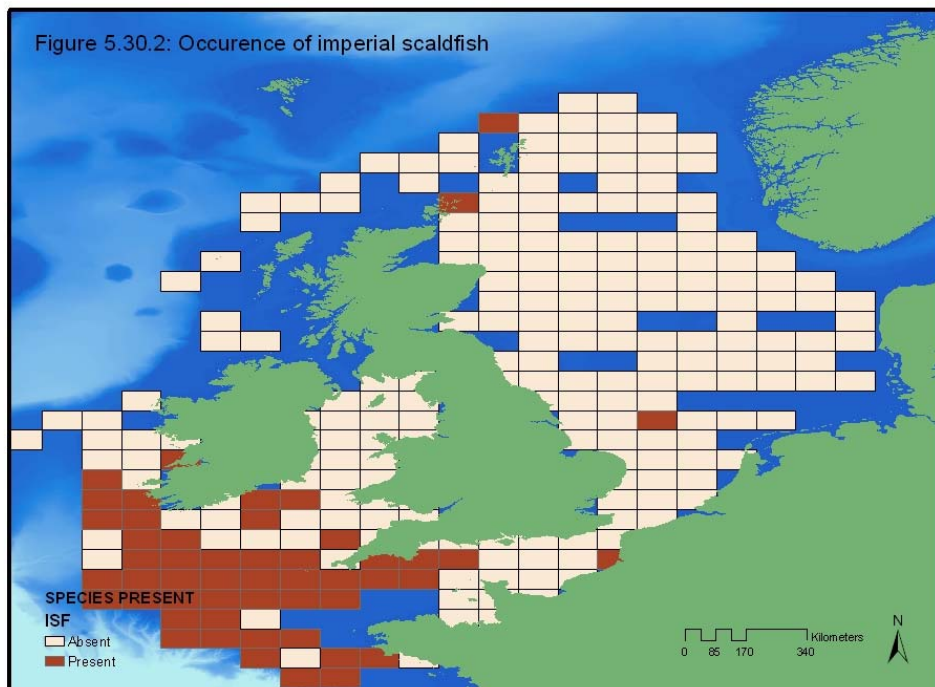 Figure 5.30.2: Occurence of imperial scaldfish
SPECIES PRESENT
ISF
Absent
Present
N
Kilometers
0 85 170 340